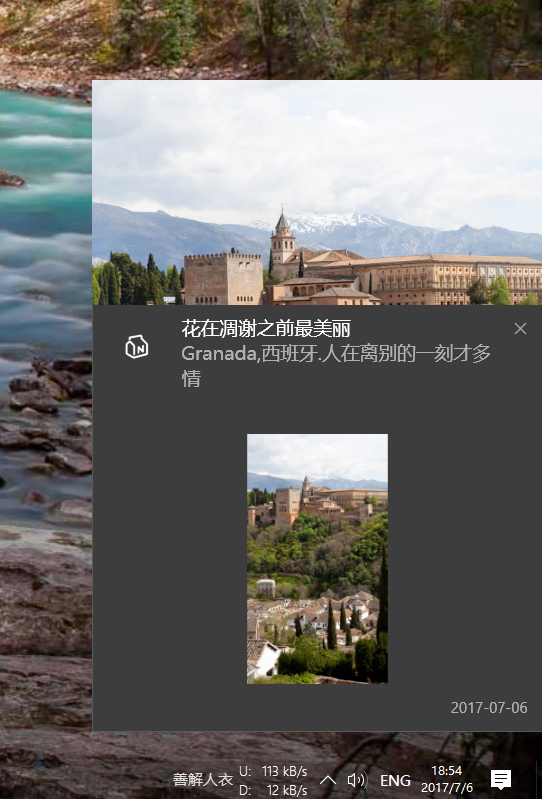 花在凋谢之前最美丽
Granada,西班牙.人在离别的一刻才多
情
2017-07-06
善解人衣
U: 113 kB/s
D: 12 kB/s
ENG
18:54
2017/7/6